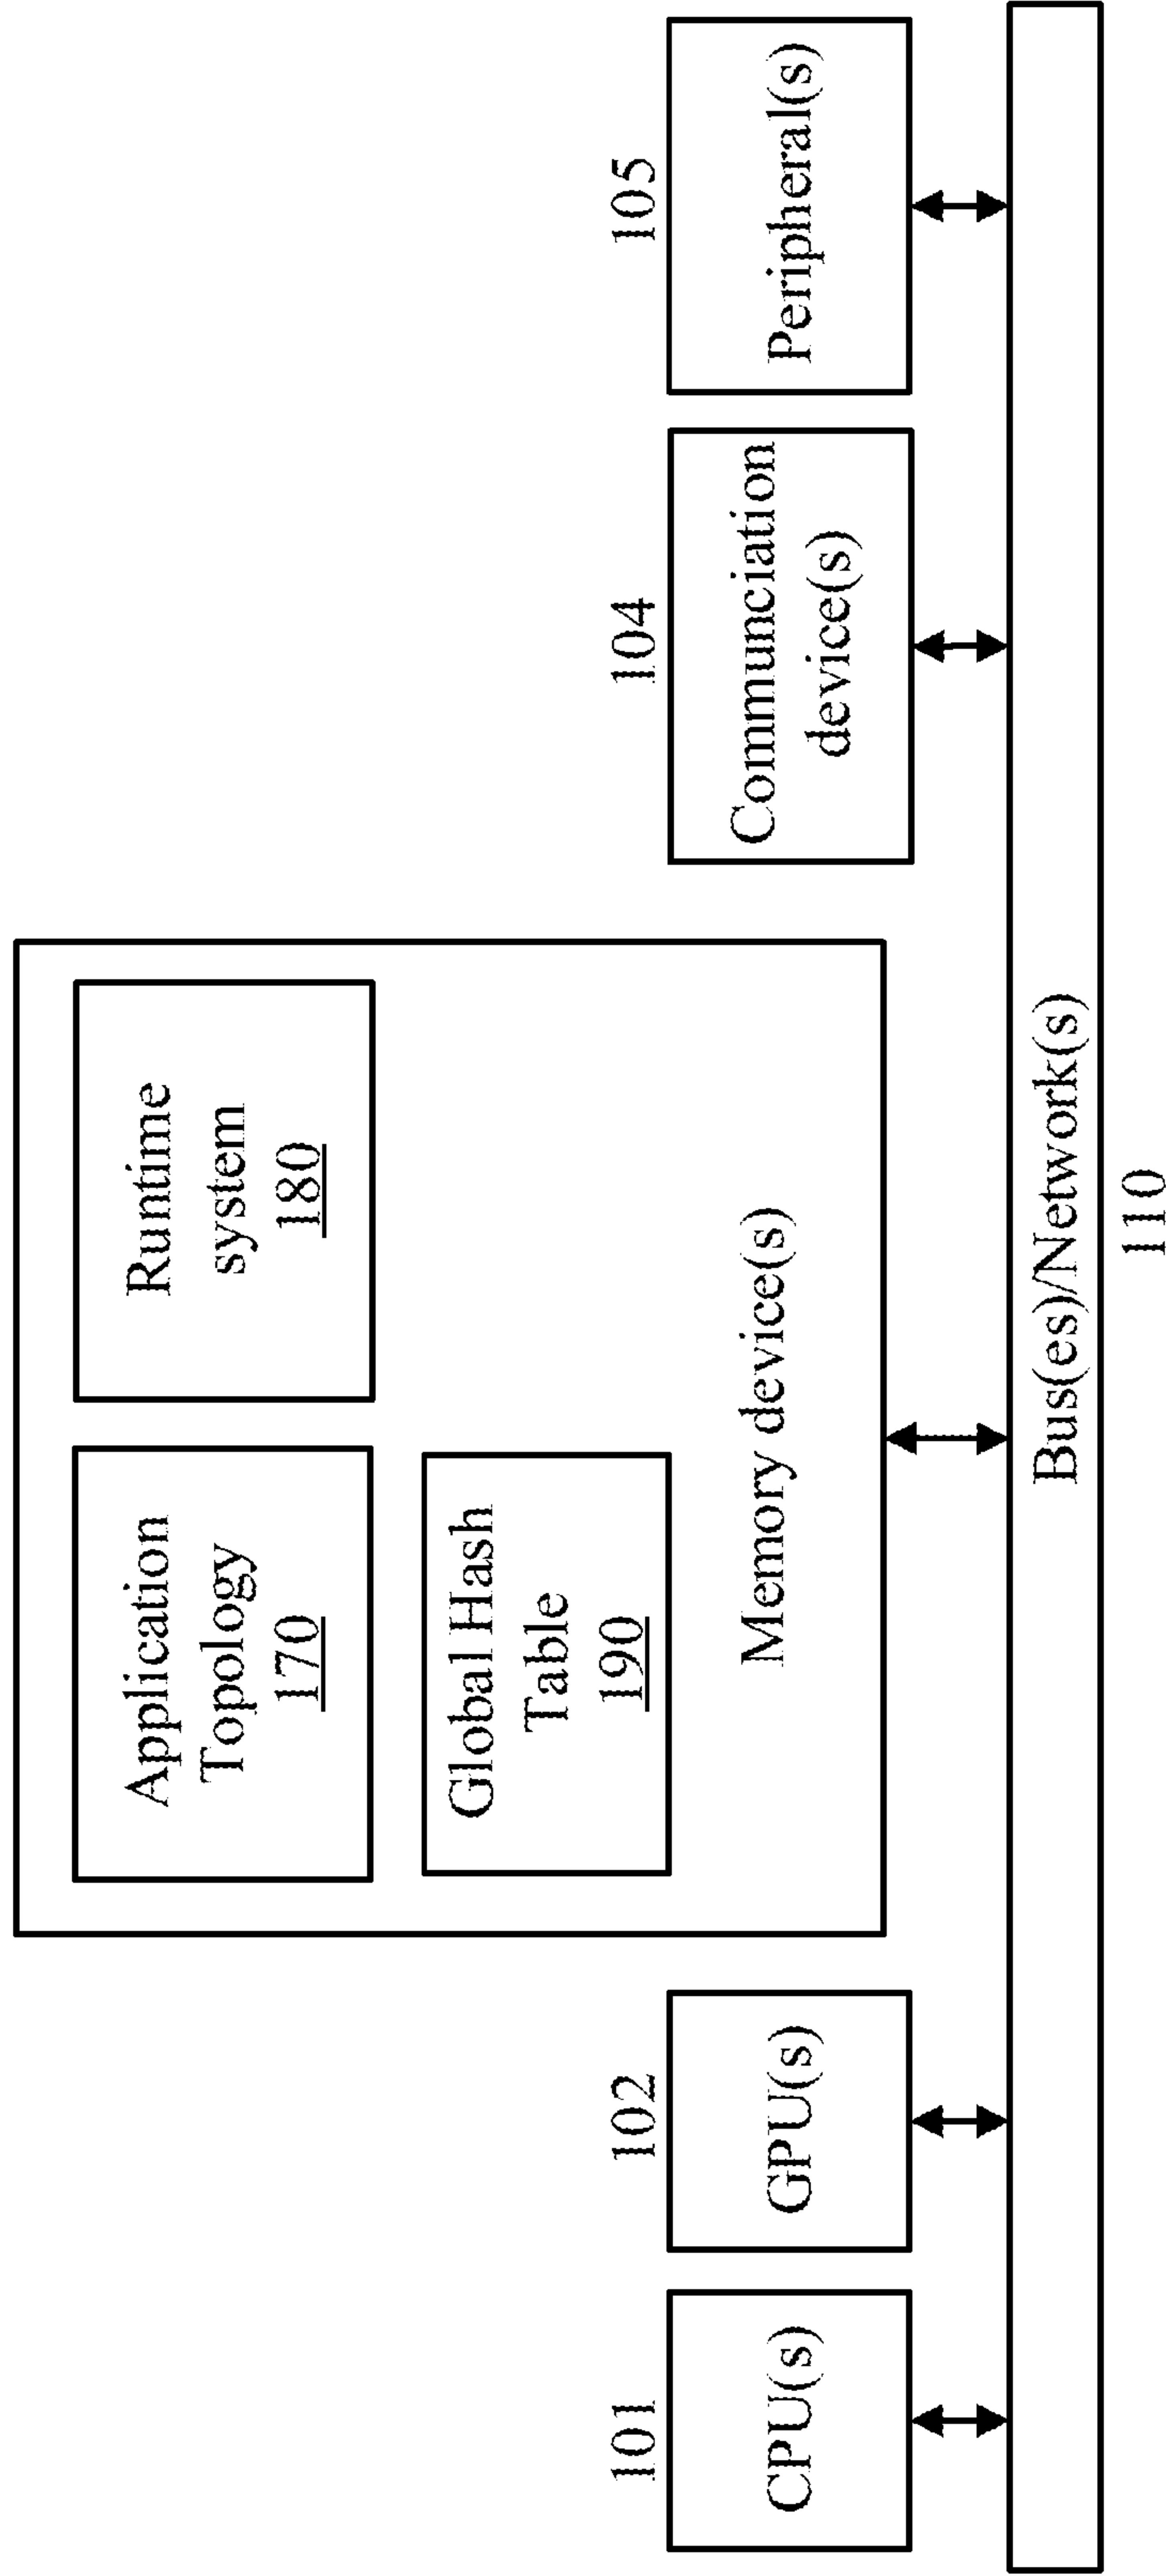 Application
Topology
170
Runtime
system
180
Global Hash
Table
190
Memory device(s)
101
CPU(s)
102
GPU(s)
104
Communciation
device(s)
105
Peripheral(s)
Bus(es)/Network(s)
110